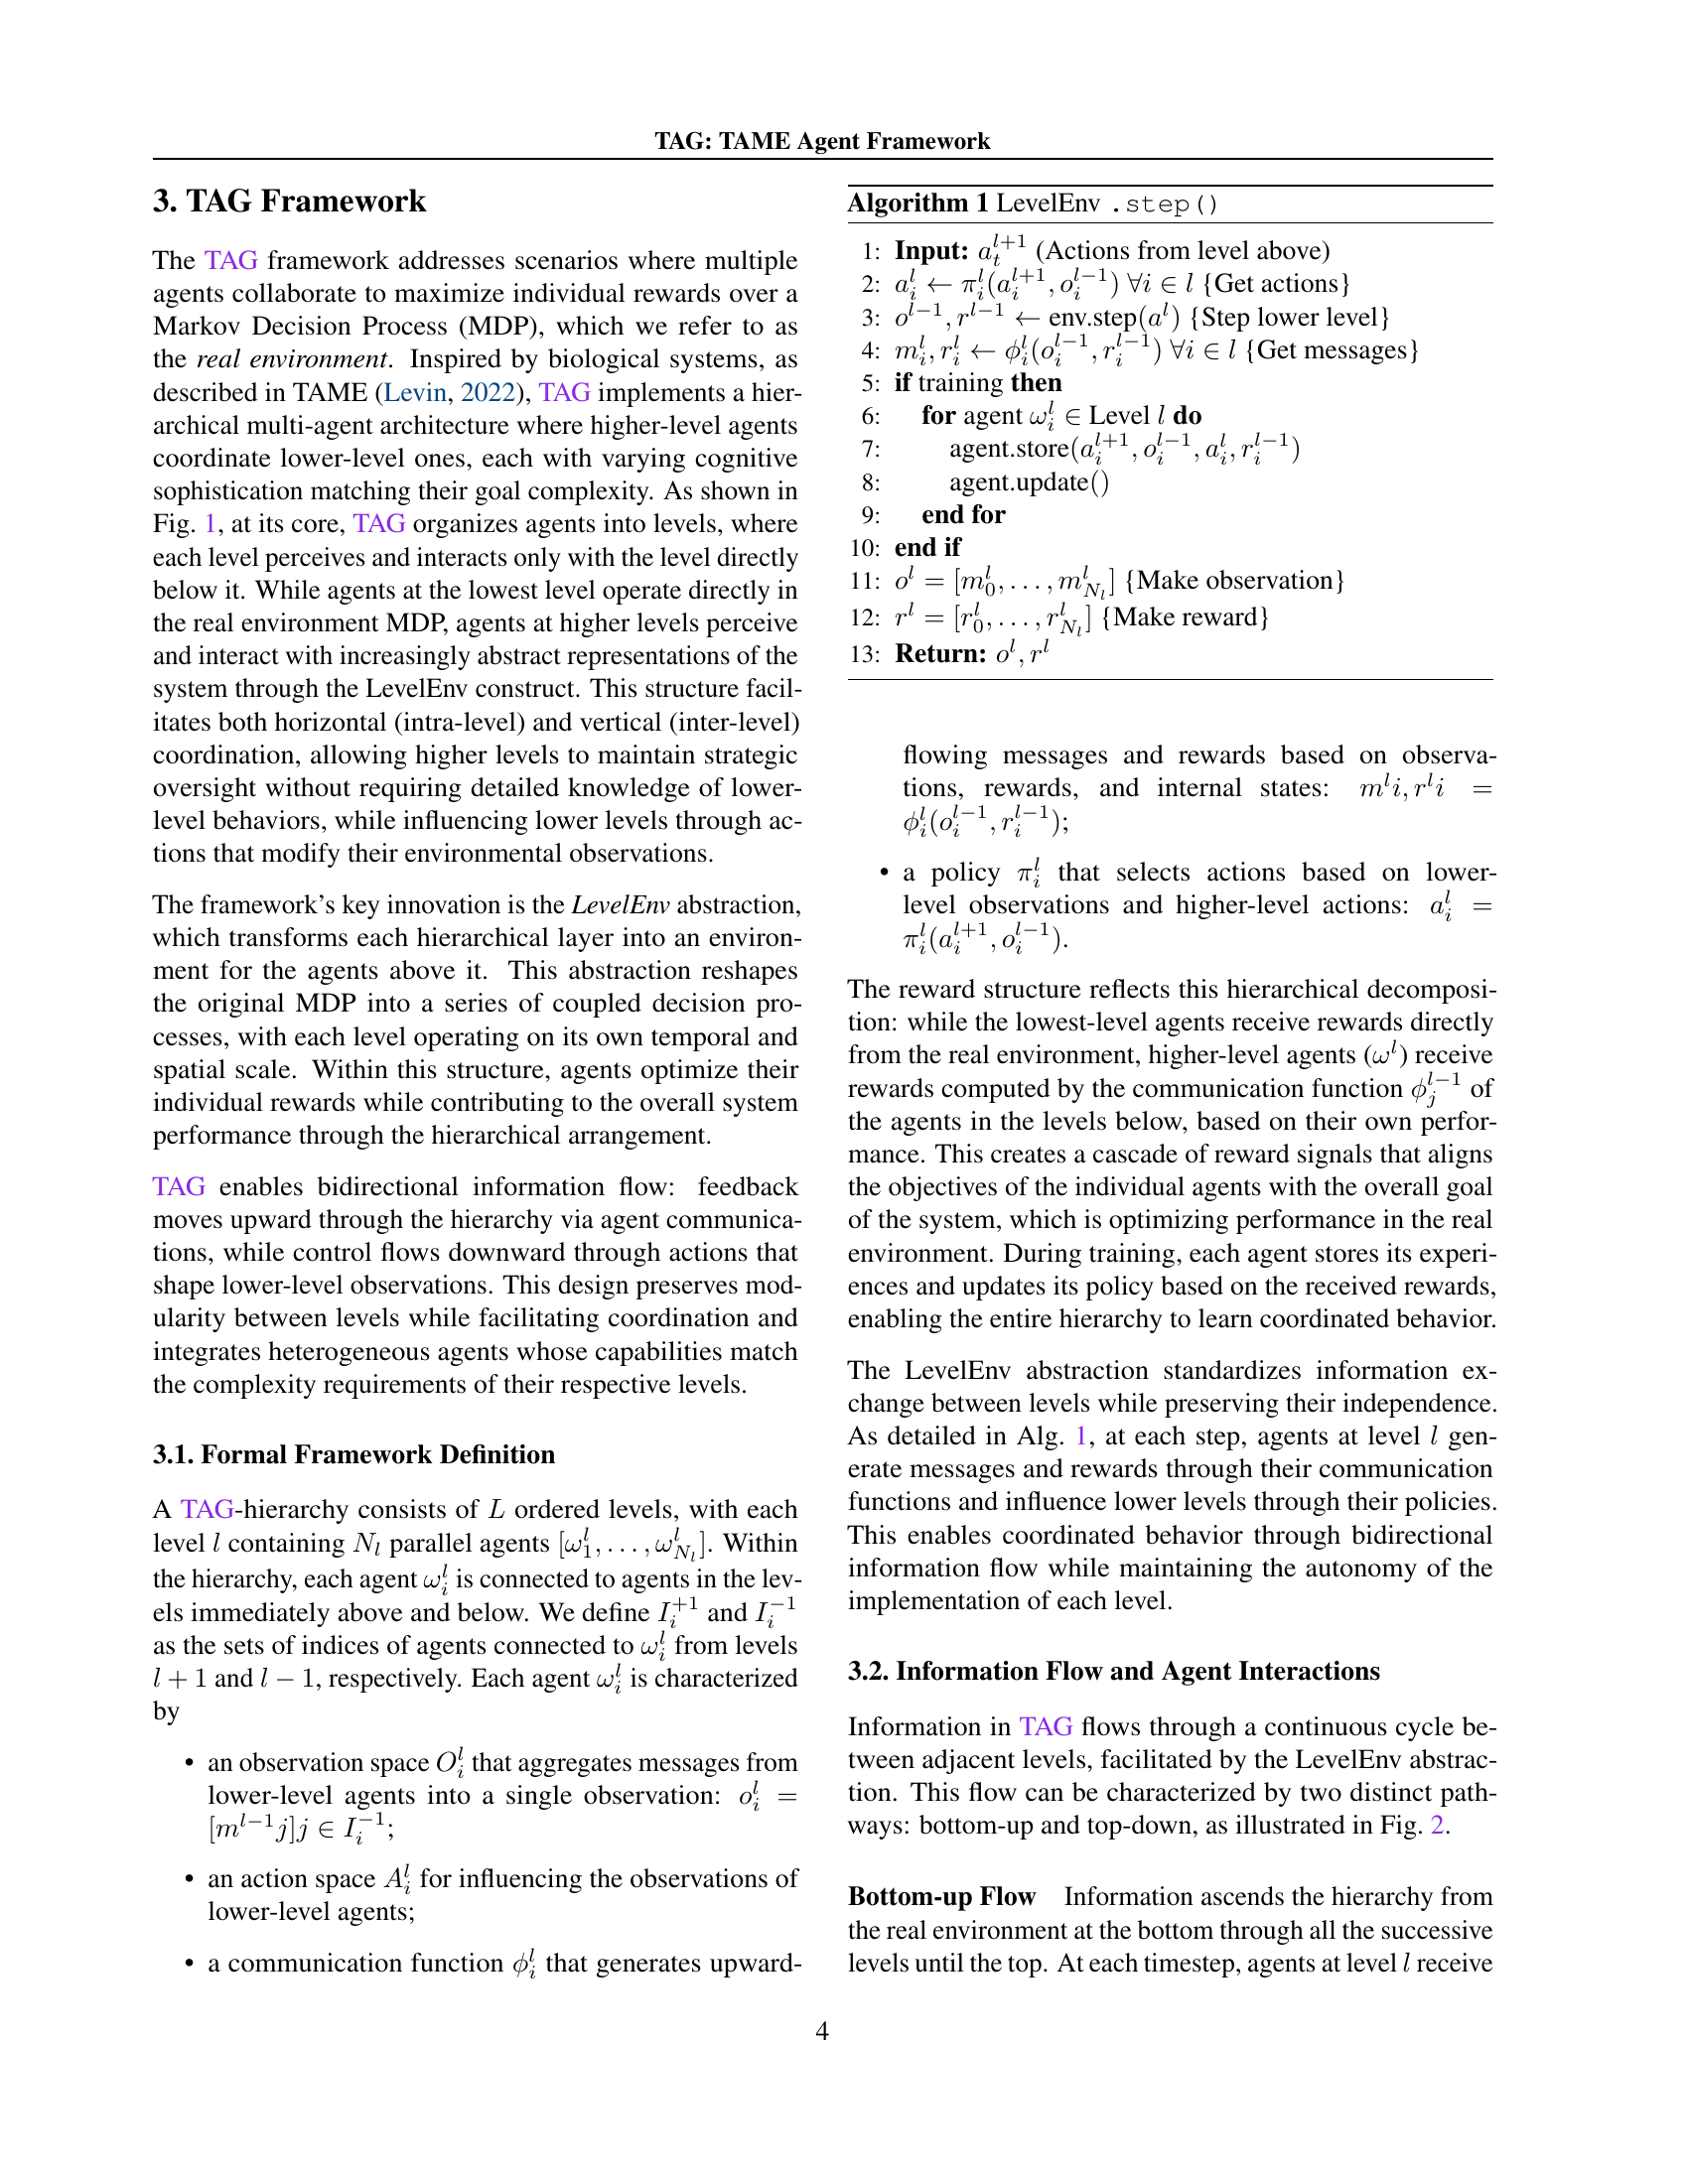 TAG: TAME Agent Framework
3. TAG Framework
The TAG framework addresses scenarios where multiple
agents collaborate to maximize individual rewards over a
Markov Decision Process (MDP), which we refer to as
the real environment. Inspired by biological systems, as
described in TAME (Levin, 2022), TAG implements a hier-
archical multi-agent architecture where higher-level agents
coordinate lower-level ones, each with varying cognitive
sophistication matching their goal complexity. As shown in
Fig. 1, at its core, TAG organizes agents into levels, where
each level perceives and interacts only with the level directly
below it. While agents at the lowest level operate directly in
the real environment MDP, agents at higher levels perceive
and interact with increasingly abstract representations of the
system through the LevelEnv construct. This structure facil-
itates both horizontal (intra-level) and vertical (inter-level)
coordination, allowing higher levels to maintain strategic
oversight without requiring detailed knowledge of lower-
level behaviors, while influencing lower levels through ac-
tions that modify their environmental observations.
The framework's key innovation is the LevelEnv abstraction,
which transforms each hierarchical layer into an environ-
ment for the agents above it. This abstraction reshapes
the original MDP into a series of coupled decision pro-
cesses, with each level operating on its own temporal and
spatial scale. Within this structure, agents optimize their
individual rewards while contributing to the overall system
performance through the hierarchical arrangement.
TAG enables bidirectional information flow: feedback
moves upward through the hierarchy via agent communica-
tions, while control flows downward through actions that
shape lower-level observations. This design preserves mod-
ularity between levels while facilitating coordination and
integrates heterogeneous agents whose capabilities match
the complexity requirements of their respective levels.
3.1. Formal Framework Definition
A TAG-hierarchy consists of $L$ ordered levels, with each
level $l$ containing $N_l$ parallel agents $[\omega_1^l, \ldots, \omega_{N_l}^l]$. Within
the hierarchy, each agent $\omega_i^l$ is connected to agents in the lev-
els immediately above and below. We define $I_i^{+1}$ and $I_i^{-1}$
as the sets of indices of agents connected to $\omega_i^l$ from levels
$l + 1$ and $l - 1$, respectively. Each agent $\omega_i^l$ is characterized
by
• an observation space $O_i^l$ that aggregates messages from
lower-level agents into a single observation: $o_i^l =$
$[m^{l-1}j]j \in I_i^{-1}$;
• an action space $A_i^l$ for influencing the observations of
lower-level agents;
• a communication function $\phi_i^l$ that generates upward-
Algorithm 1 LevelEnv .step()
1: Input: $a_t^{l+1}$ (Actions from level above)
2: $a_i^l \leftarrow \pi_i^l(a_i^{l+1}, o_i^{l-1})\ \forall i \in l$ {Get actions}
3: $o^{l-1}, r^{l-1} \leftarrow$ env.step($a^l$) {Step lower level}
4: $m_i^l, r_i^l \leftarrow \phi_i^l(o_i^{l-1}, r_i^{l-1})\ \forall i \in l$ {Get messages}
5: if training then
6: for agent $\omega_i^l \in$ Level $l$ do
7: agent.store($a_i^{l+1}, o_i^{l-1}, a_i^l, r_i^{l-1}$)
8: agent.update()
9: end for
10: end if
11: $o^l = [m_0^l, \ldots, m_{N_l}^l]$ {Make observation}
12: $r^l = [r_0^l, \ldots, r_{N_l}^l]$ {Make reward}
13: Return: $o^l, r^l$
flowing messages and rewards based on observa-
tions, rewards, and internal states: $m^l i, r^l i =$
$\phi_i^l(o_i^{l-1}, r_i^{l-1})$;
• a policy $\pi_i^l$ that selects actions based on lower-
level observations and higher-level actions: $a_i^l =$
$\pi_i^l(a_i^{l+1}, o_i^{l-1})$.
The reward structure reflects this hierarchical decomposi-
tion: while the lowest-level agents receive rewards directly
from the real environment, higher-level agents ($\omega^l$) receive
rewards computed by the communication function $\phi_j^{l-1}$ of
the agents in the levels below, based on their own perfor-
mance. This creates a cascade of reward signals that aligns
the objectives of the individual agents with the overall goal
of the system, which is optimizing performance in the real
environment. During training, each agent stores its experi-
ences and updates its policy based on the received rewards,
enabling the entire hierarchy to learn coordinated behavior.
The LevelEnv abstraction standardizes information ex-
change between levels while preserving their independence.
As detailed in Alg. 1, at each step, agents at level $l$ gen-
erate messages and rewards through their communication
functions and influence lower levels through their policies.
This enables coordinated behavior through bidirectional
information flow while maintaining the autonomy of the
implementation of each level.
3.2. Information Flow and Agent Interactions
Information in TAG flows through a continuous cycle be-
tween adjacent levels, facilitated by the LevelEnv abstrac-
tion. This flow can be characterized by two distinct path-
ways: bottom-up and top-down, as illustrated in Fig. 2.
Bottom-up Flow Information ascends the hierarchy from
the real environment at the bottom through all the successive
levels until the top. At each timestep, agents at level $l$ receive
4